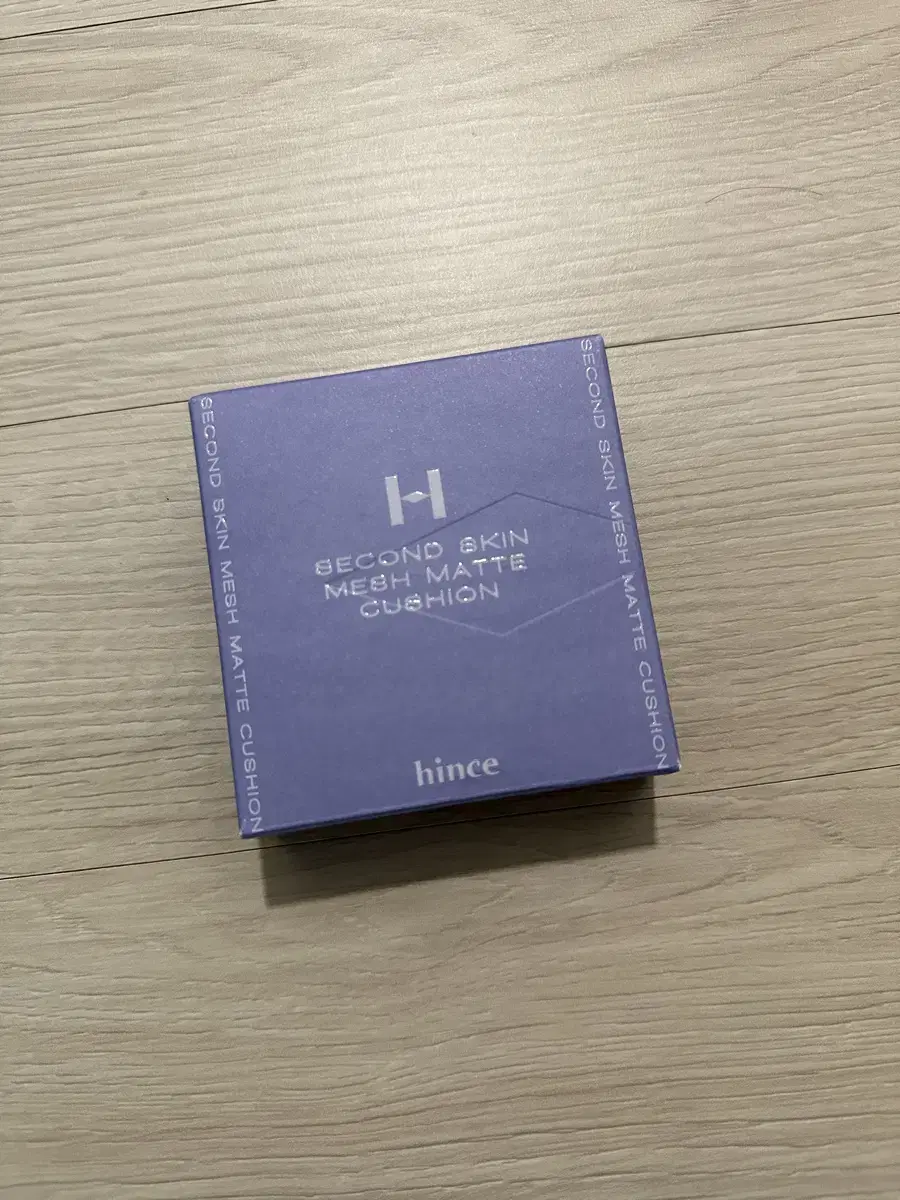 SECOND SKIN MESH MATTE CUSHION
H
SECOND SKIN
MESH MATTE
CUSHION
hince
SECOND SKIN MESH MATTE CUSHION